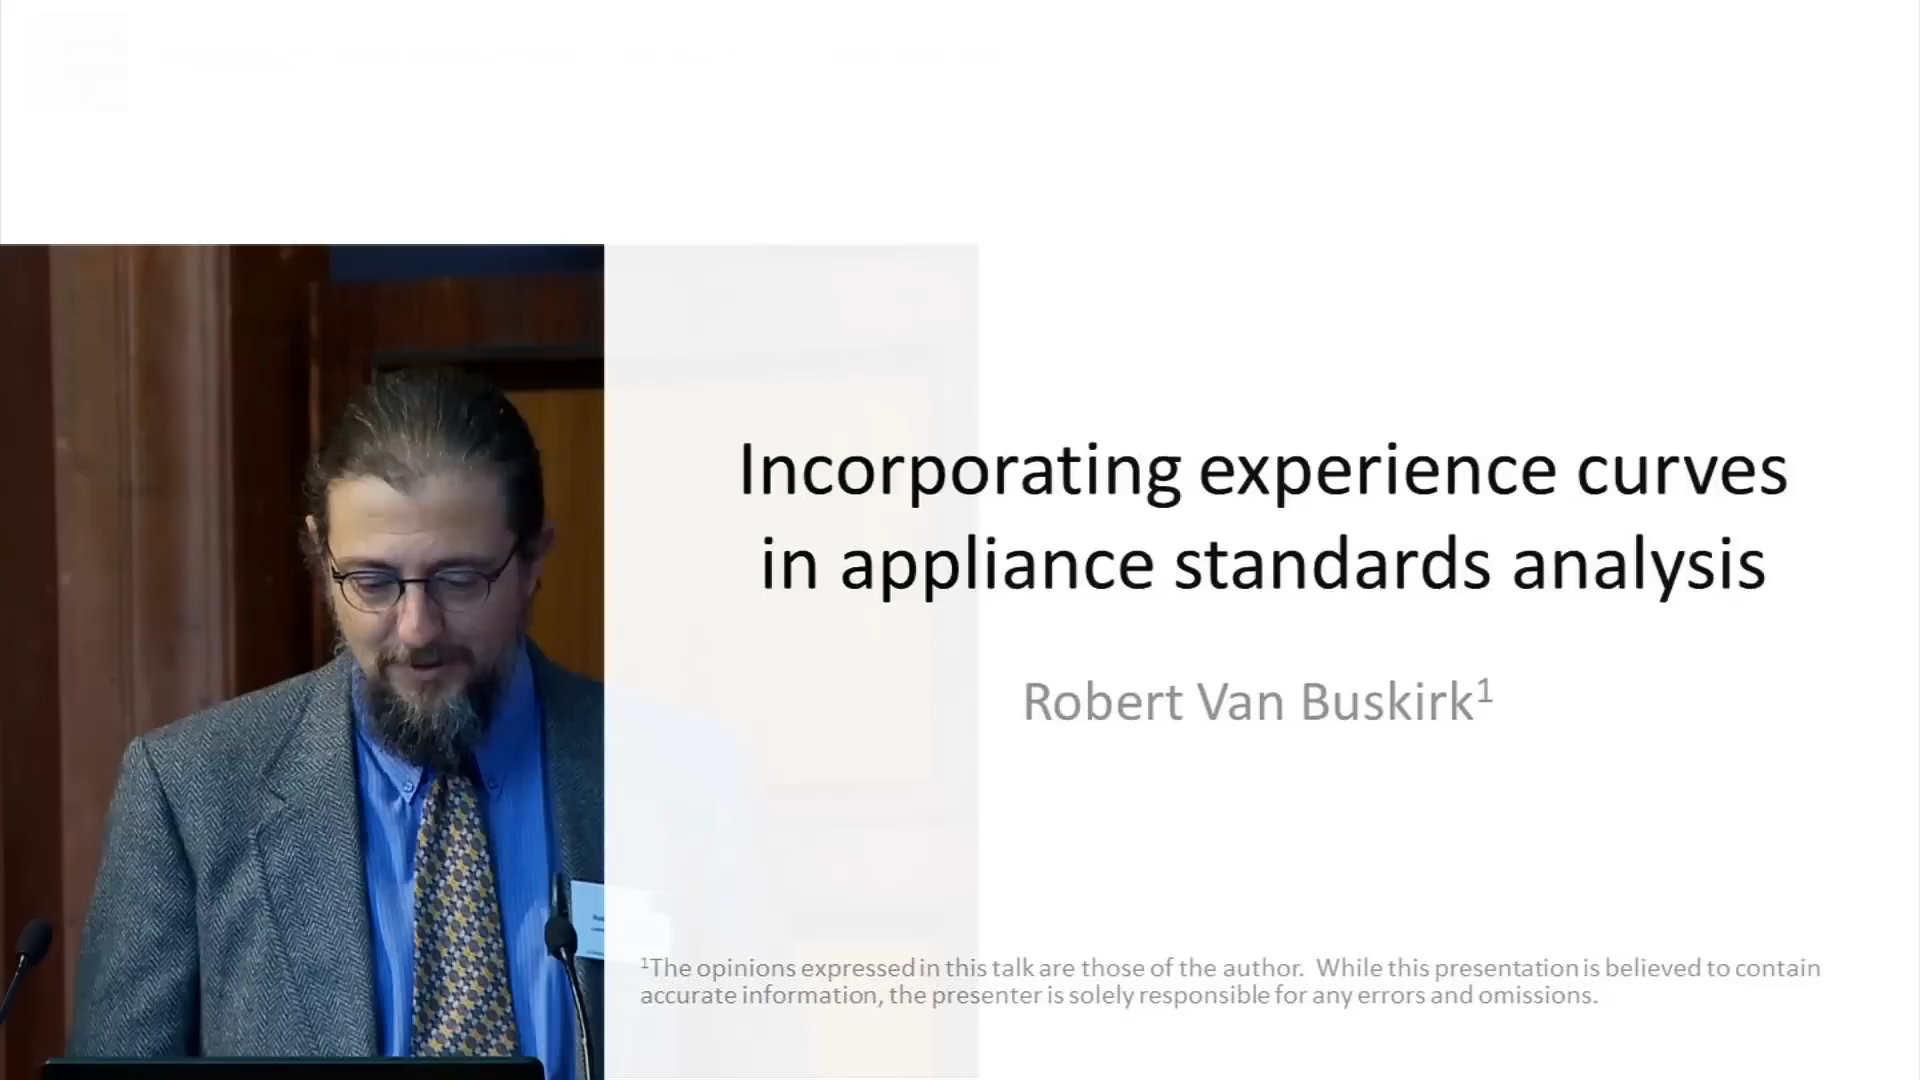 Incorporating experience curves
in appliance standards analysis
Robert Van Buskirk¹
¹The opinions expressed in this talk are those of the author. While this presentation is believed to contain
accurate information, the presenter is solely responsible for any errors and omissions.